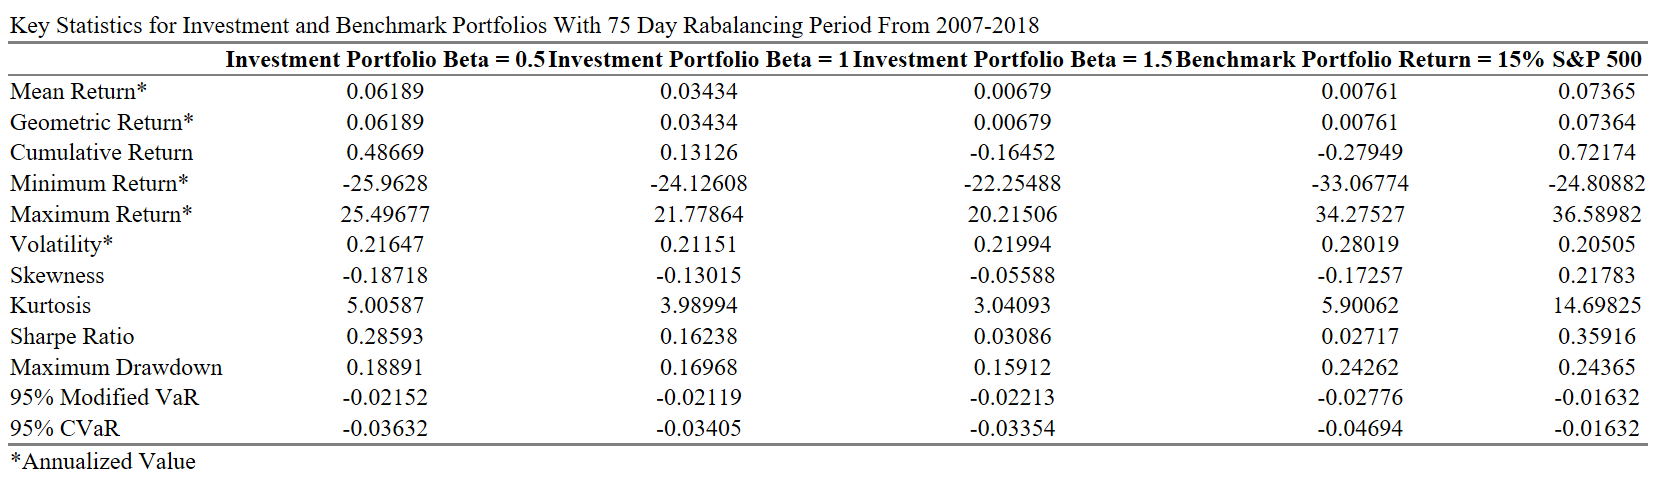 Key Statistics for Investment and Benchmark Portfolios With 75 Day Rabalancing Period From 2007-2018
Investment Portfolio Beta = 0.5 Investment Portfolio Beta = 1 Investment Portfolio Beta = 1.5 Benchmark Portfolio Return = 15% S&P 500
Mean Return* 0.06189 0.03434 0.00679 0.00761 0.07365
Geometric Return* 0.06189 0.03434 0.00679 0.00761 0.07364
Cumulative Return 0.48669 0.13126 -0.16452 -0.27949 0.72174
Minimum Return* -25.9628 -24.12608 -22.25488 -33.06774 -24.80882
Maximum Return* 25.49677 21.77864 20.21506 34.27527 36.58982
Volatility* 0.21647 0.21151 0.21994 0.28019 0.20505
Skewness -0.18718 -0.13015 -0.05588 -0.17257 0.21783
Kurtosis 5.00587 3.98994 3.04093 5.90062 14.69825
Sharpe Ratio 0.28593 0.16238 0.03086 0.02717 0.35916
Maximum Drawdown 0.18891 0.16968 0.15912 0.24262 0.24365
95% Modified VaR -0.02152 -0.02119 -0.02213 -0.02776 -0.01632
95% CVaR -0.03632 -0.03405 -0.03354 -0.04694 -0.01632
*Annualized Value